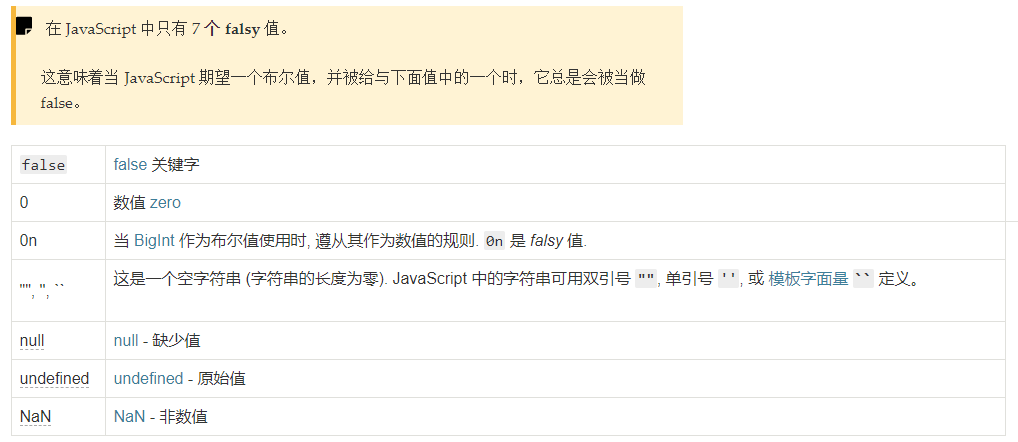 在 JavaScript 中只有 7 个 falsy 值。
这意味着当 JavaScript 期望一个布尔值，并被给与下面值中的一个时，它总是会被当做
false。
false false 关键字
0 数值 zero
0n 当 BigInt 作为布尔值使用时, 遵从其作为数值的规则. 0n 是 falsy 值.
"", '', `` 这是一个空字符串 (字符串的长度为零). JavaScript 中的字符串可用双引号 "", 单引号 '', 或 模板字面量 `` 定义。
null null - 缺少值
undefined undefined - 原始值
NaN NaN - 非数值